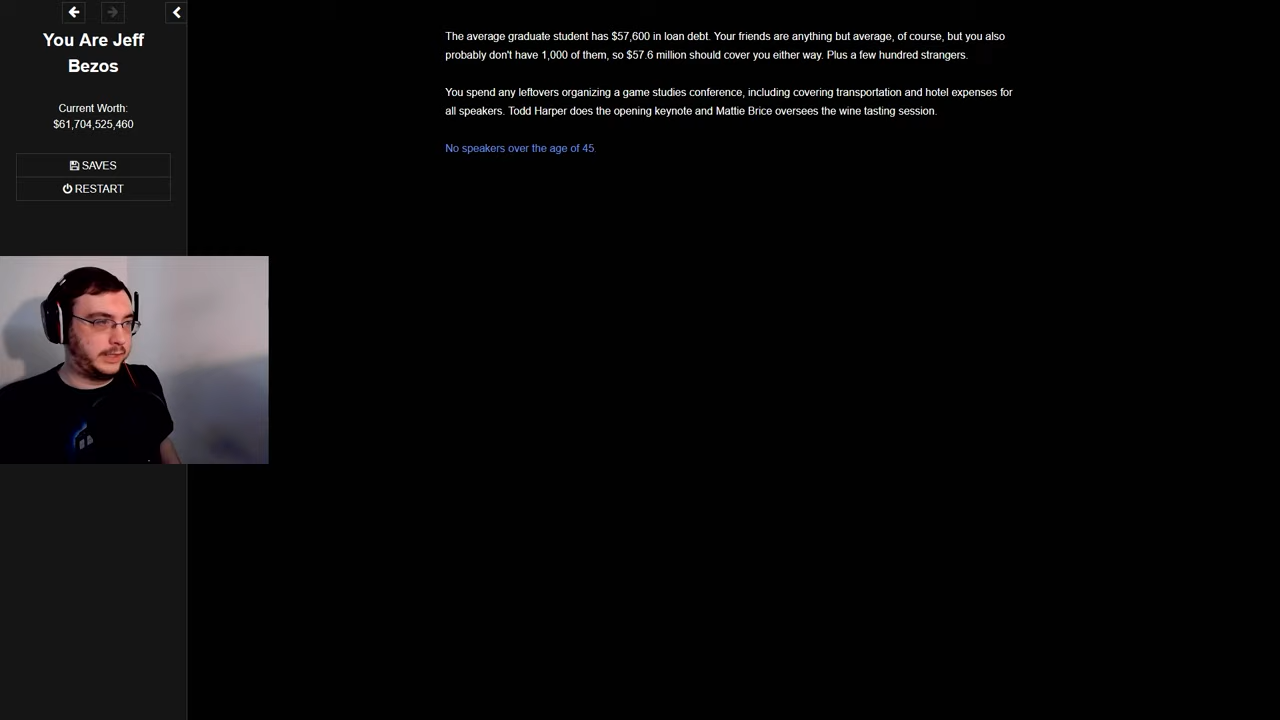 You Are Jeff
Bezos
Current Worth:
$61,704,525,460
SAVES
RESTART
The average graduate student has $57,600 in loan debt. Your friends are anything but average, of course, but you also
probably don't have 1,000 of them, so $57.6 million should cover you either way. Plus a few hundred strangers.
You spend any leftovers organizing a game studies conference, including covering transportation and hotel expenses for
all speakers. Todd Harper does the opening keynote and Mattie Brice oversees the wine tasting session.
No speakers over the age of 45.